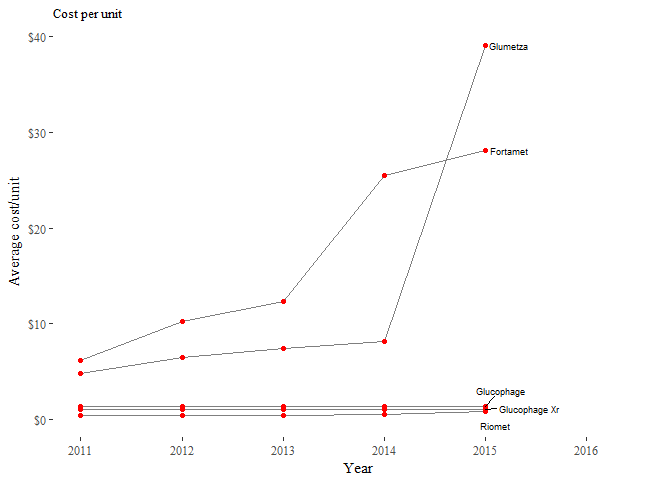 Cost per unit
$40
Glumetza
$30
Fortamet
Average cost/unit
$20
$10
Glucophage
Glucophage Xr
$0
Riomet
2011 2012 2013 2014 2015 2016
Year